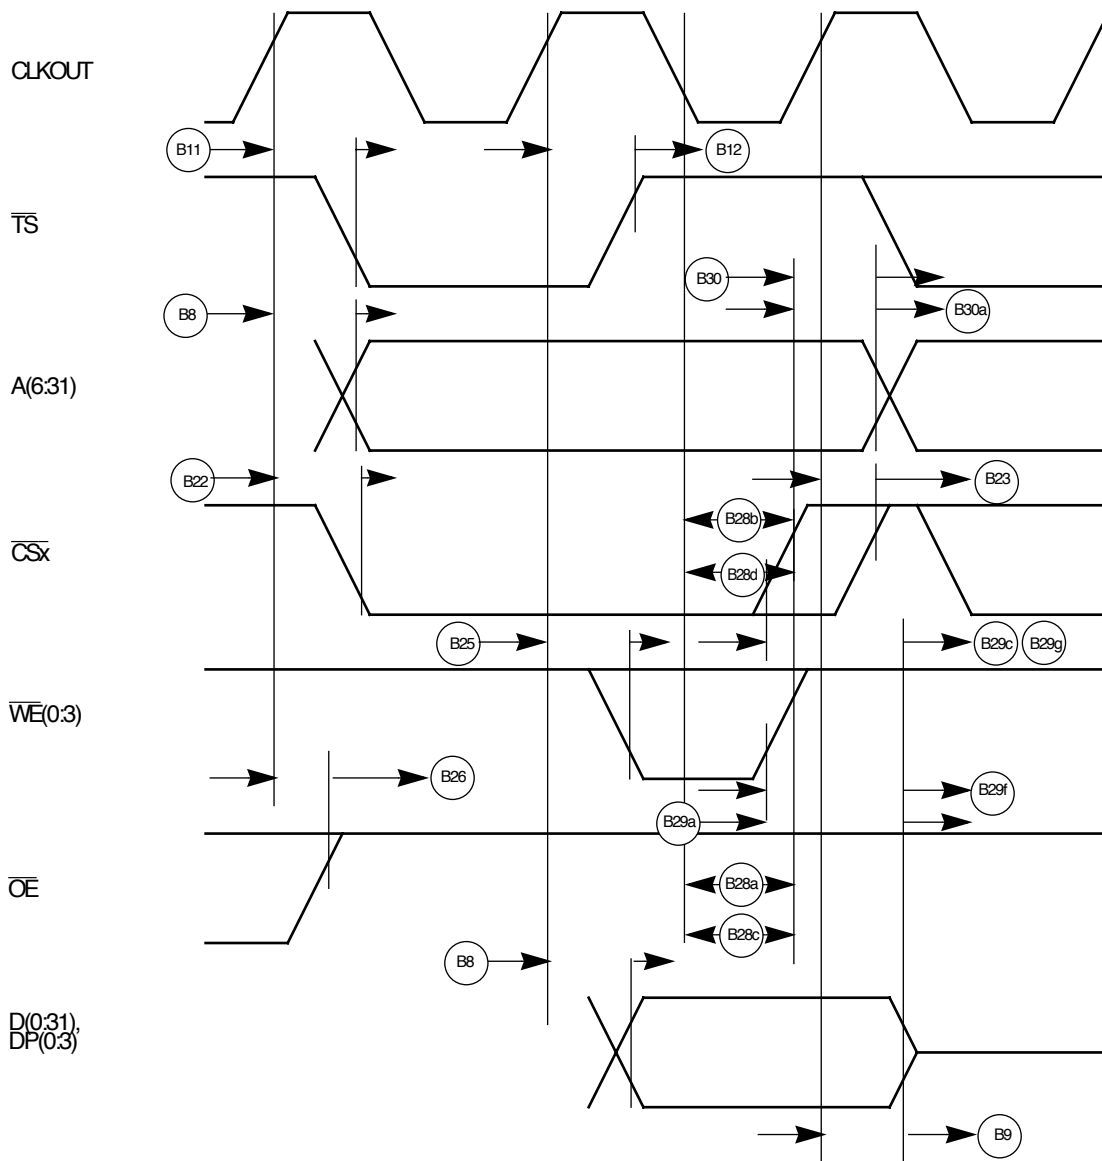 CLKOUT
B11
B12
TS
B30
B8
B30a
A(6:31)
B22
B23
B28b
CSx
B28d
B25
B29c B29g
WE(0:3)
B26
B29f
B29a
OE
B28a
B28c
B8
D(0:31),
DP(0:3)
B9